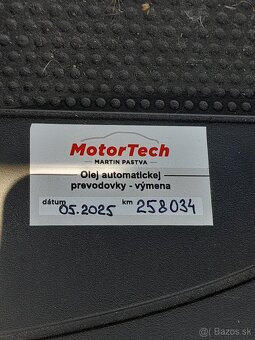 MotorTech
MARTIN PASTVA
Olej automatickej
prevodovky - výmena
dátum 05.2025 km 258034
Bazos.sk